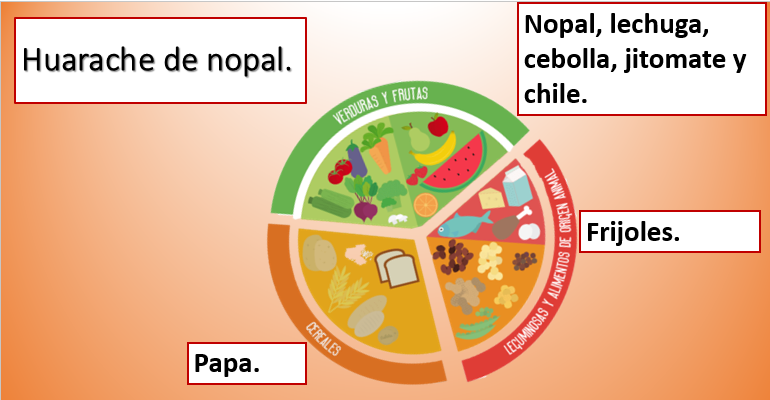 Huarache de nopal.
Nopal, lechuga,
cebolla, jitomate y
chile.
VERDURAS Y FRUTAS
LEGUMINOSAS Y ALIMENTOS DE ORIGEN ANIMAL
Frijoles.
CEREALES
Papa.